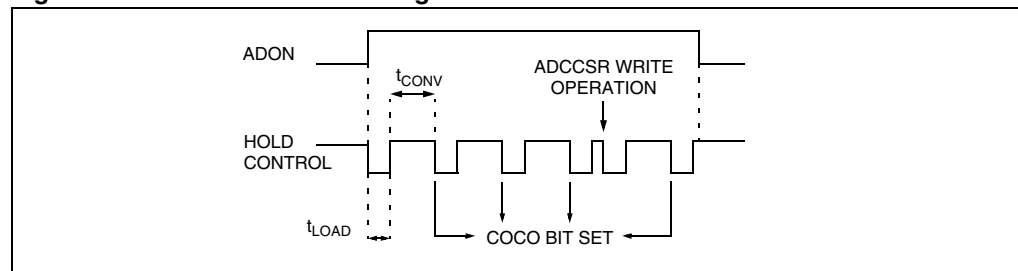 ADON
tCONV
ADCCSR WRITE
OPERATION
HOLD
CONTROL
tLOAD
COCO BIT SET